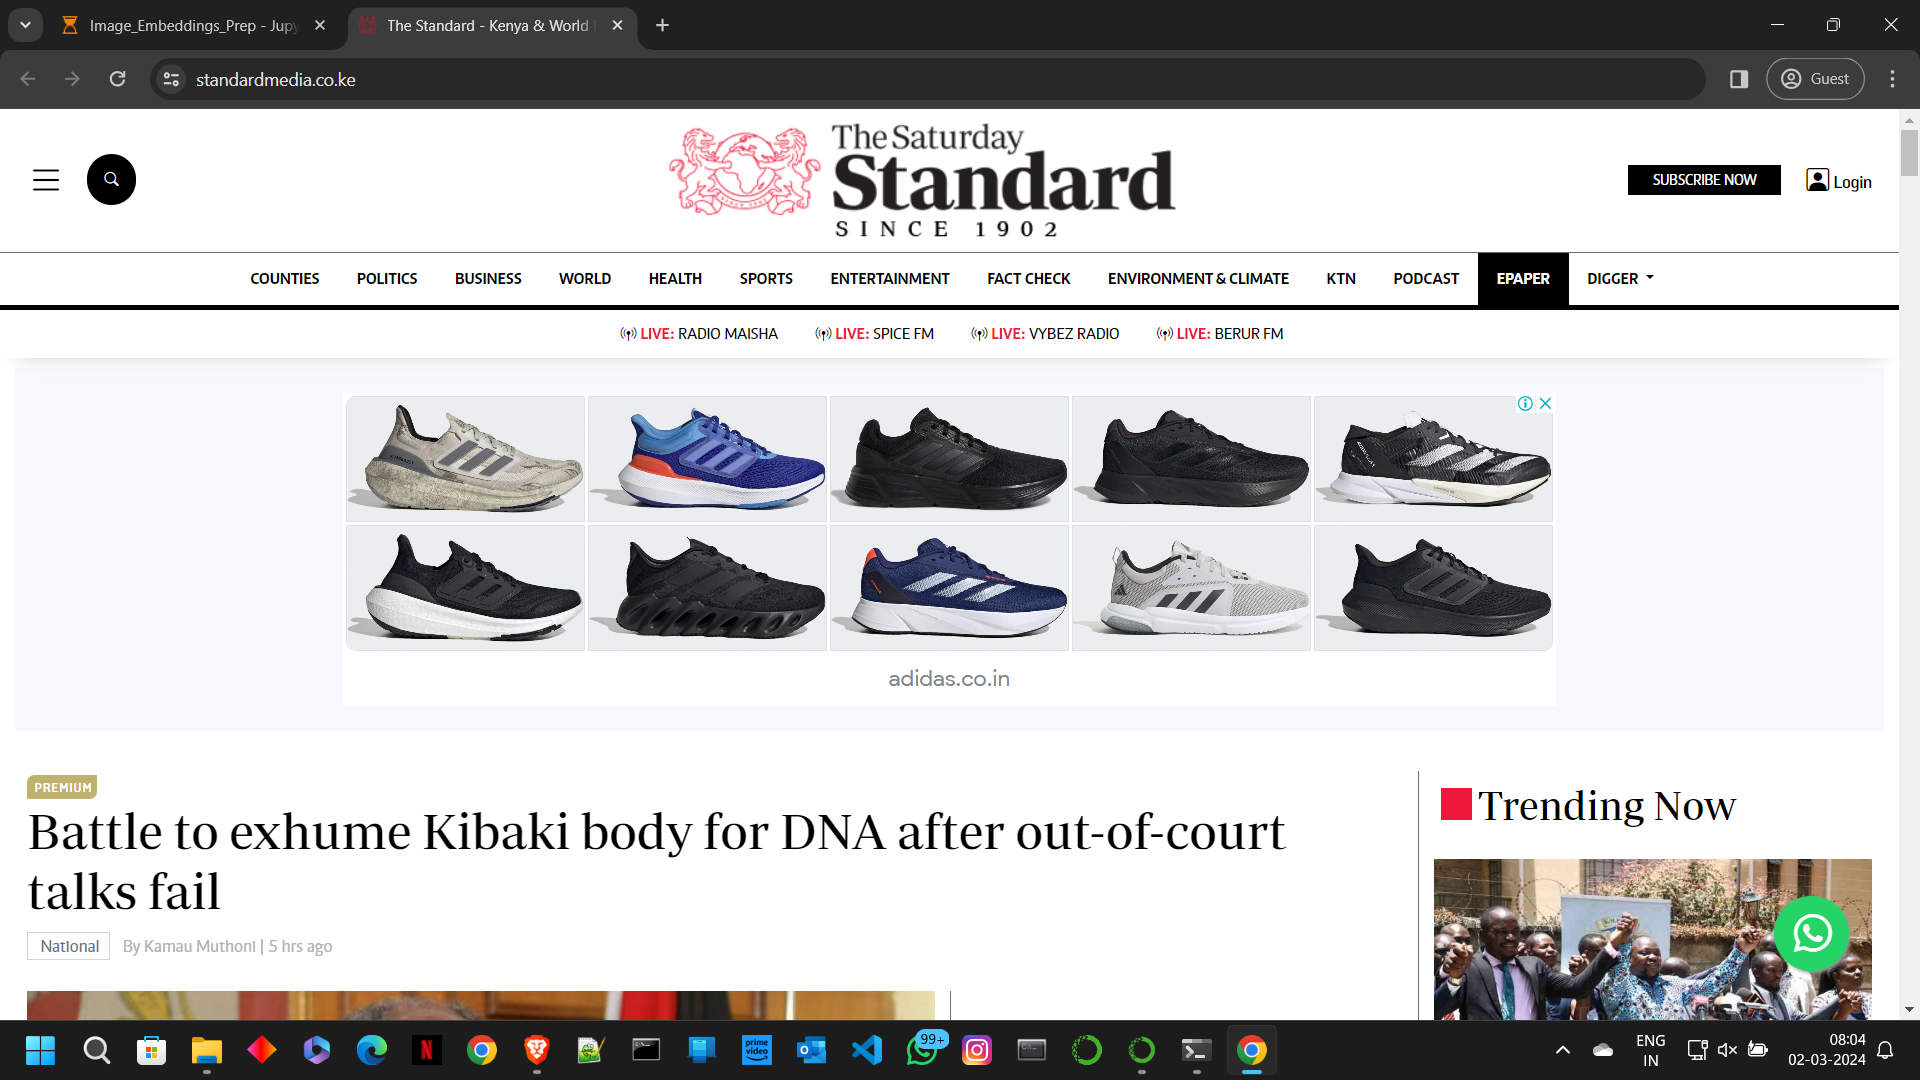 Image_Embeddings_Prep - Jupy
The Standard - Kenya & World
standardmedia.co.ke
Guest
The Saturday
Standard
SINCE 1902
SUBSCRIBE NOW
Login
COUNTIES POLITICS BUSINESS WORLD HEALTH SPORTS ENTERTAINMENT FACT CHECK ENVIRONMENT & CLIMATE KTN PODCAST EPAPER DIGGER
LIVE: RADIO MAISHA LIVE: SPICE FM LIVE: VYBEZ RADIO LIVE: BERUR FM
adidas.co.in
PREMIUM
Battle to exhume Kibaki body for DNA after out-of-court
talks fail
National By Kamau Muthoni | 5 hrs ago
Trending Now
N
prime
video
99+
ENG
IN
08:04
02-03-2024